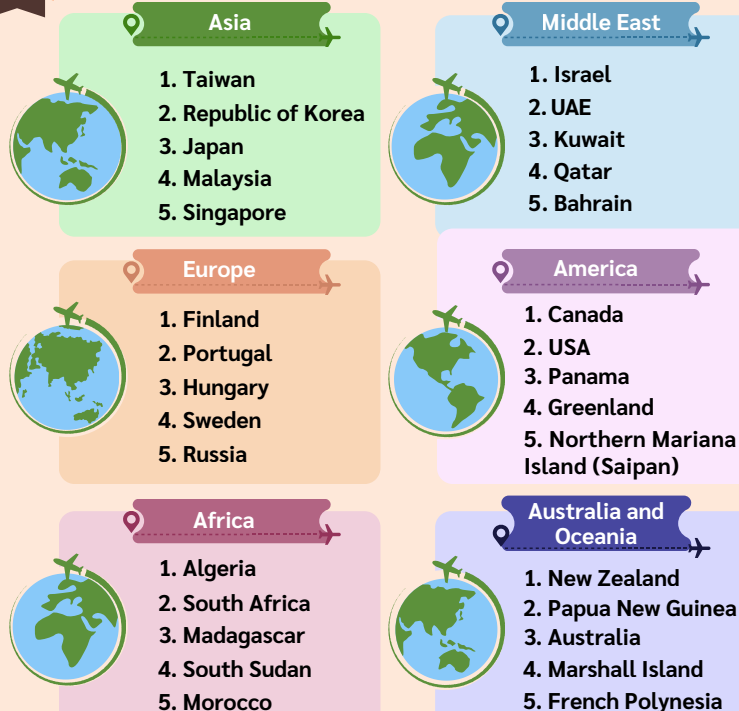 Asia
1. Taiwan
2. Republic of Korea
3. Japan
4. Malaysia
5. Singapore
Middle East
1. Israel
2. UAE
3. Kuwait
4. Qatar
5. Bahrain
Europe
1. Finland
2. Portugal
3. Hungary
4. Sweden
5. Russia
America
1. Canada
2. USA
3. Panama
4. Greenland
5. Northern Mariana
Island (Saipan)
Africa
1. Algeria
2. South Africa
3. Madagascar
4. South Sudan
5. Morocco
Australia and
Oceania
1. New Zealand
2. Papua New Guinea
3. Australia
4. Marshall Island
5. French Polynesia